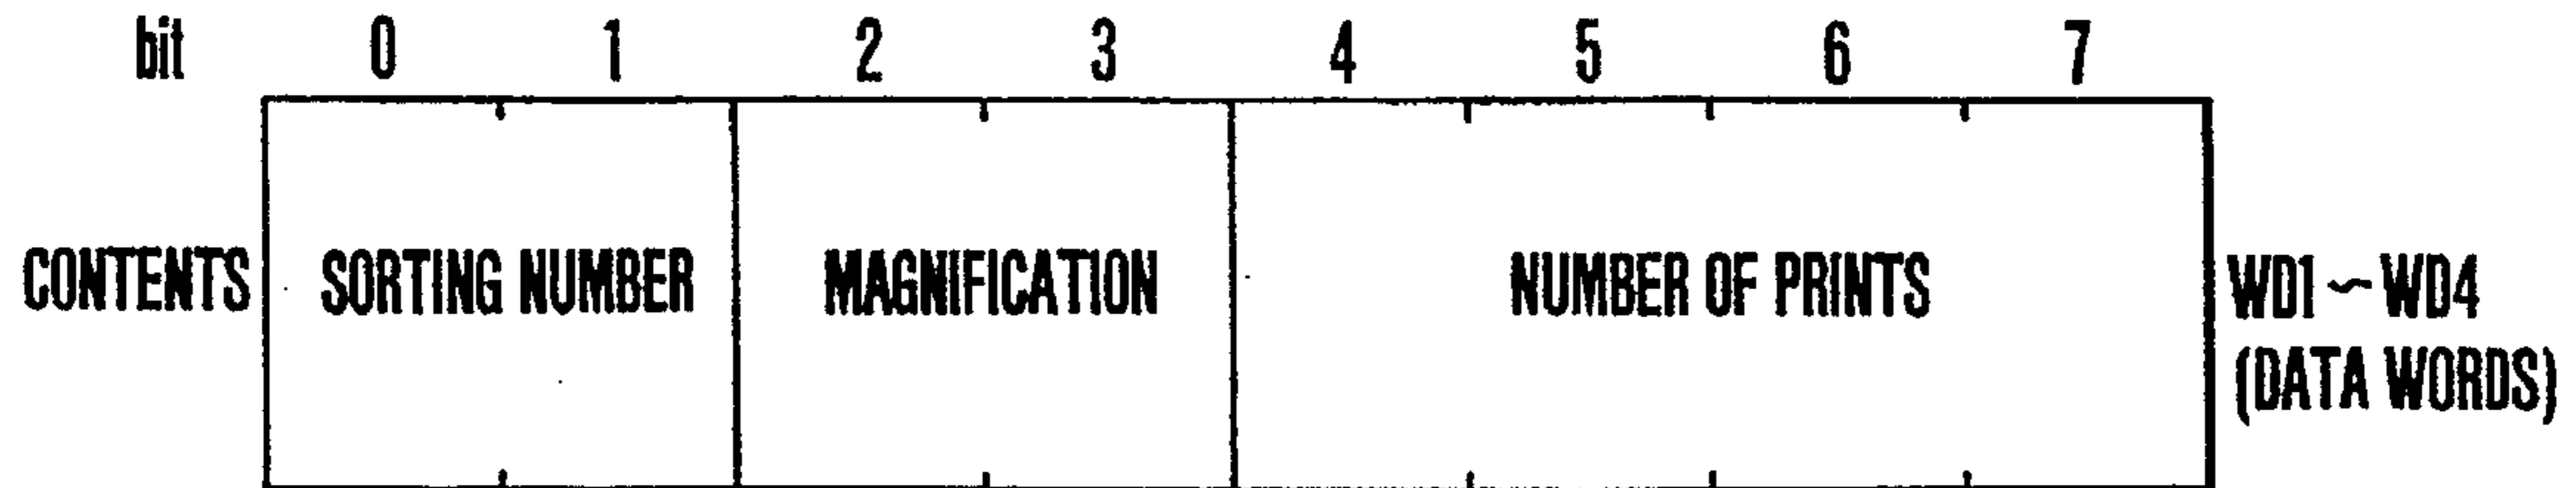 bit 0 1 2 3 4 5 6 7
CONTENTS SORTING NUMBER MAGNIFICATION NUMBER OF PRINTS WD1 ~ WD4
(DATA WORDS)